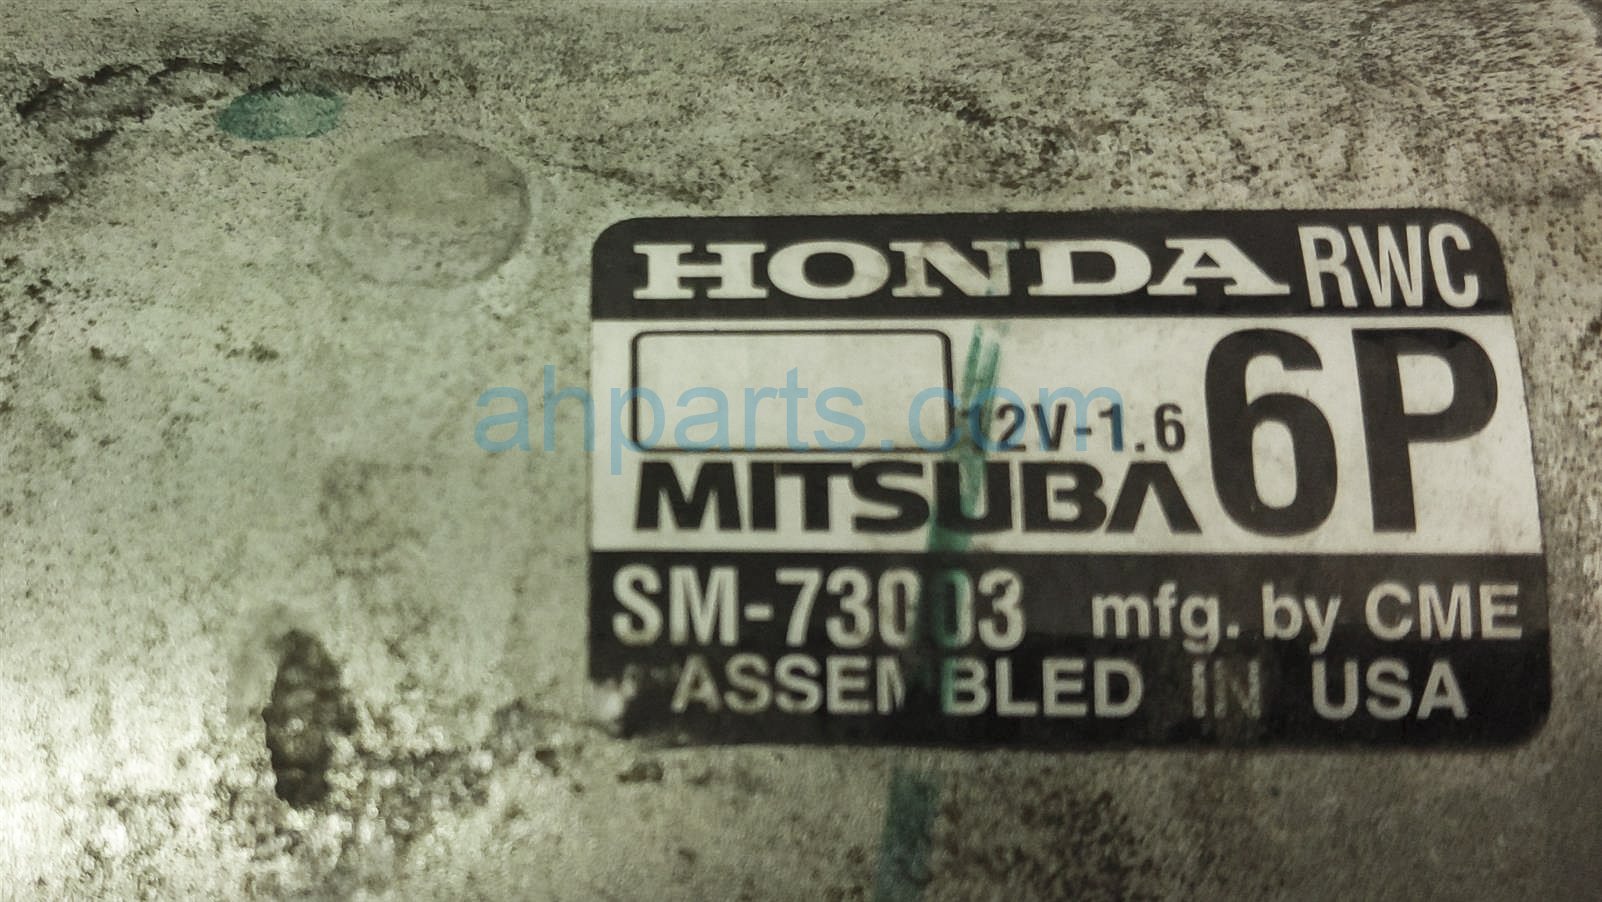 HONDA RWC
12V-1.6 6P
MITSUBA
SM-73003 mfg. by CME
ASSEMBLED IN USA
ahparts.com